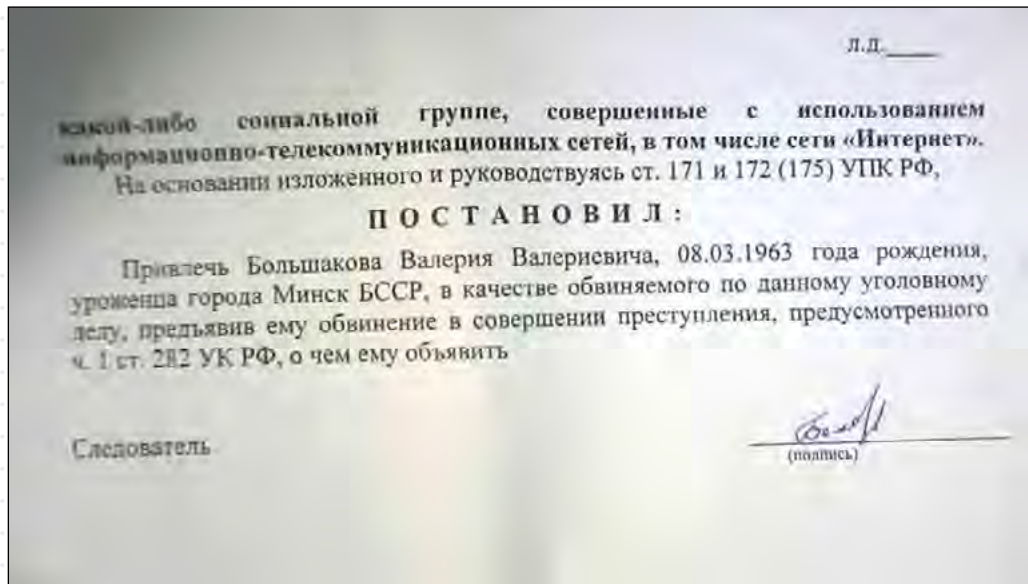 Л.Д.____
какой-либо социальной группе, совершенные с использованием
информационно-телекоммуникационных сетей, в том числе сети «Интернет».
На основании изложенного и руководствуясь ст. 171 и 172 (175) УПК РФ,
ПОСТАНОВИЛ:
Привлечь Большакова Валерия Валериевича, 08.03.1963 года рождения,
уроженца города Минск БССР, в качестве обвиняемого по данному уголовному
делу, предъявив ему обвинение в совершении преступления, предусмотренного
ч. 1 ст. 282 УК РФ, о чем ему объявить
Следователь
(подпись)